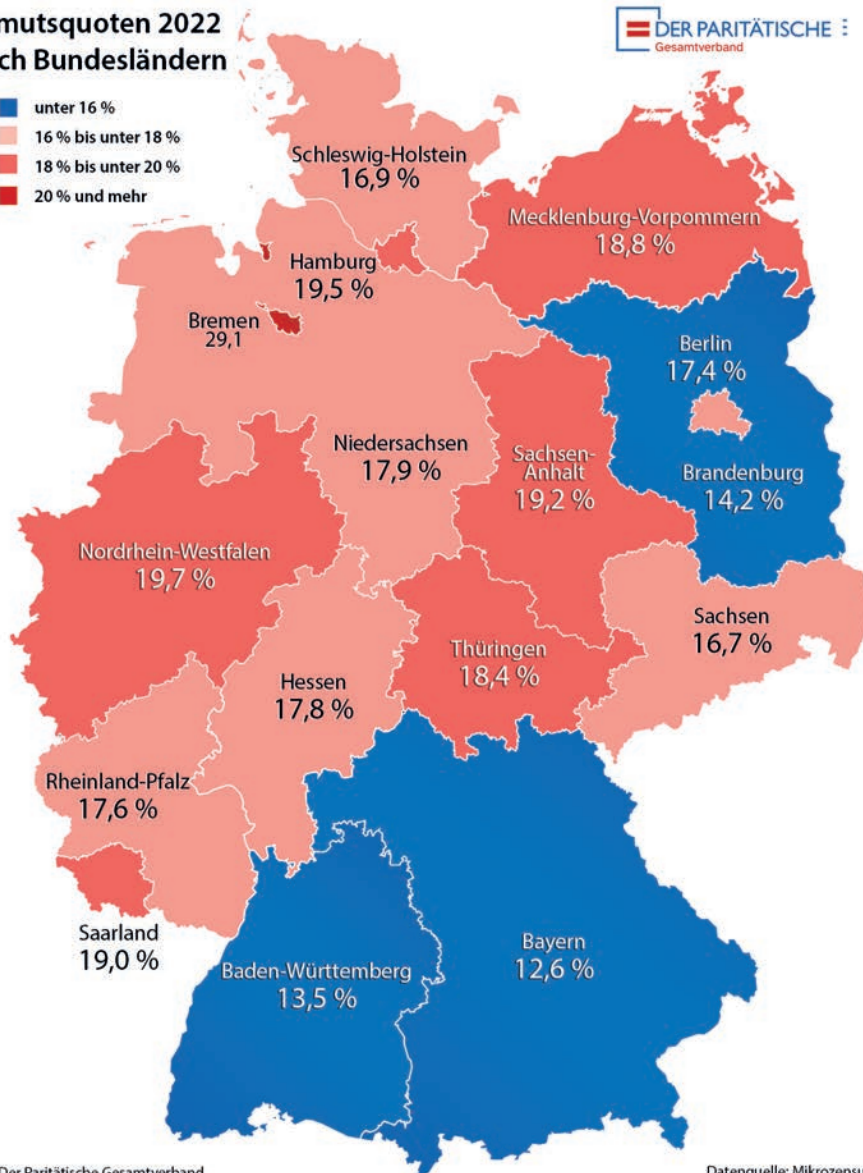 mutsquoten 2022
ch Bundesländern
DER PARITÄTISCHE
Gesamtverband
unter 16 %
16 % bis unter 18 %
18 % bis unter 20 %
20 % und mehr
Schleswig-Holstein
16,9 %
Mecklenburg-Vorpommern
18,8 %
Hamburg
19,5 %
Bremen
29,1
Berlin
17,4 %
Niedersachsen
17,9 %
Sachsen-
Anhalt
19,2 %
Brandenburg
14,2 %
Nordrhein-Westfalen
19,7 %
Sachsen
16,7 %
Thüringen
18,4 %
Hessen
17,8 %
Rheinland-Pfalz
17,6 %
Saarland
19,0 %
Baden-Württemberg
13,5 %
Bayern
12,6 %
Der Paritätische Gesamtverband
Datenquelle: Mikrozensu